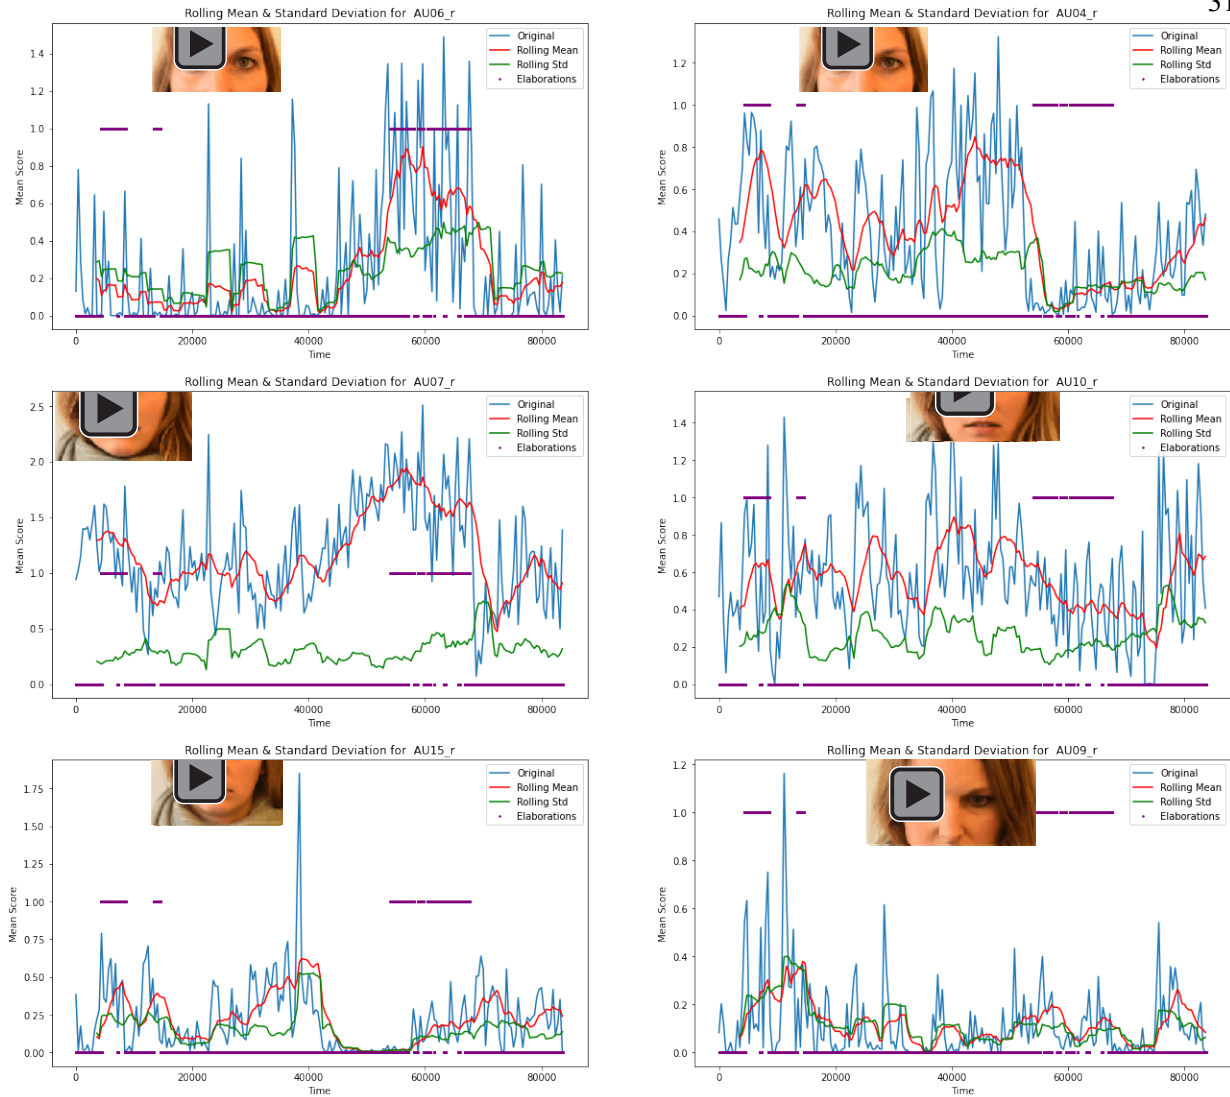 31
Rolling Mean & Standard Deviation for AU06_r
Original
Rolling Mean
Rolling Std
Elaborations
Mean Score
1.4
1.2
1.0
0.8
0.6
0.4
0.2
0.0
0
20000
40000
60000
80000
Time
Rolling Mean & Standard Deviation for AU04_r
Original
Rolling Mean
Rolling Std
Elaborations
Mean Score
1.2
1.0
0.8
0.6
0.4
0.2
0.0
0
20000
40000
60000
80000
Time
Rolling Mean & Standard Deviation for AU07_r
Original
Rolling Mean
Rolling Std
Elaborations
Mean Score
2.5
2.0
1.5
1.0
0.5
0.0
0
20000
40000
60000
80000
Time
Rolling Mean & Standard Deviation for AU10_r
Original
Rolling Mean
Rolling Std
Elaborations
Mean Score
1.4
1.2
1.0
0.8
0.6
0.4
0.2
0.0
0
20000
40000
60000
80000
Time
Rolling Mean & Standard Deviation for AU15_r
Original
Rolling Mean
Rolling Std
Elaborations
Mean Score
1.75
1.50
1.25
1.00
0.75
0.50
0.25
0.00
0
20000
40000
60000
80000
Time
Rolling Mean & Standard Deviation for AU09_r
Original
Rolling Mean
Rolling Std
Elaborations
Mean Score
1.2
1.0
0.8
0.6
0.4
0.2
0.0
0
20000
40000
60000
80000
Time